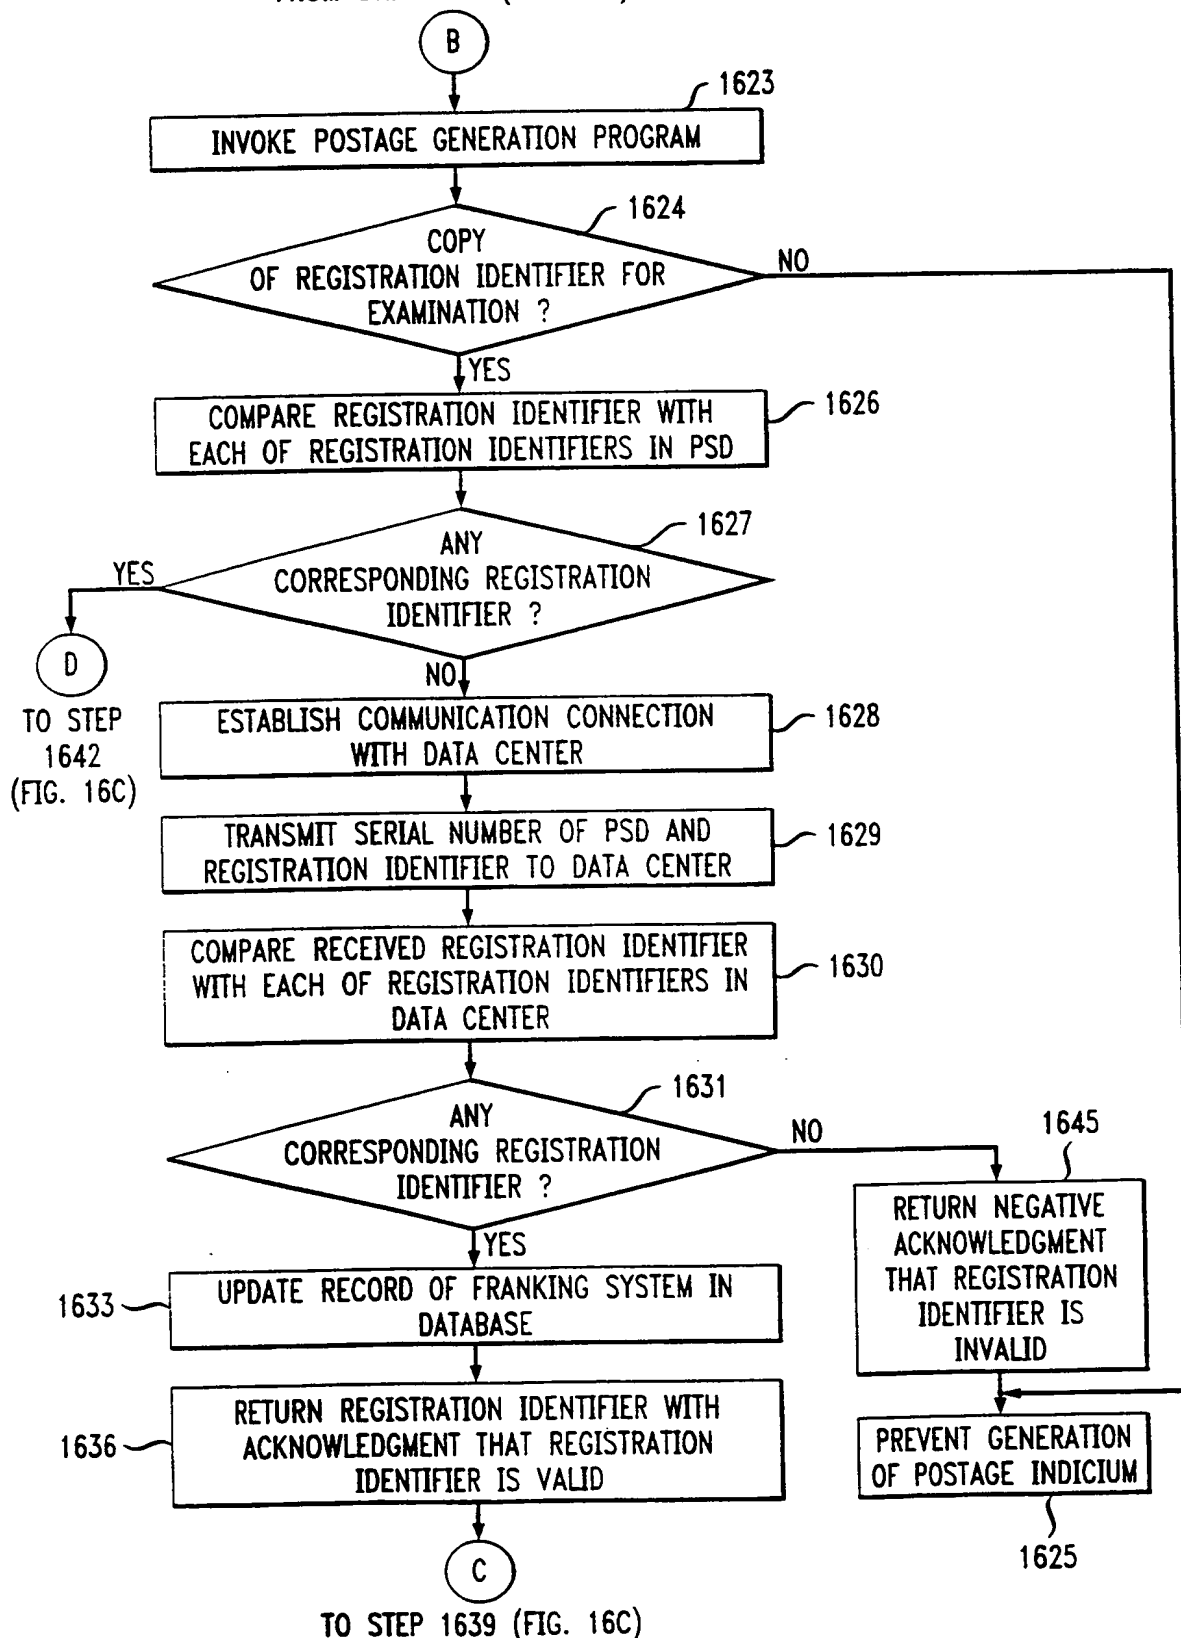 B
1623
INVOKE POSTAGE GENERATION PROGRAM
1624
COPY
OF REGISTRATION IDENTIFIER FOR
EXAMINATION ?
NO
YES
1626
COMPARE REGISTRATION IDENTIFIER WITH
EACH OF REGISTRATION IDENTIFIERS IN PSD
1627
ANY
CORRESPONDING REGISTRATION
IDENTIFIER ?
YES
D
TO STEP
1642
(FIG. 16C)
NO
1628
ESTABLISH COMMUNICATION CONNECTION
WITH DATA CENTER
1629
TRANSMIT SERIAL NUMBER OF PSD AND
REGISTRATION IDENTIFIER TO DATA CENTER
1630
COMPARE RECEIVED REGISTRATION IDENTIFIER
WITH EACH OF REGISTRATION IDENTIFIERS IN
DATA CENTER
1631
ANY
CORRESPONDING REGISTRATION
IDENTIFIER ?
NO
1645
RETURN NEGATIVE
ACKNOWLEDGMENT
THAT REGISTRATION
IDENTIFIER IS
INVALID
YES
1633
UPDATE RECORD OF FRANKING SYSTEM IN
DATABASE
1636
RETURN REGISTRATION IDENTIFIER WITH
ACKNOWLEDGMENT THAT REGISTRATION
IDENTIFIER IS VALID
PREVENT GENERATION
OF POSTAGE INDICIUM
1625
C
TO STEP 1639 (FIG. 16C)